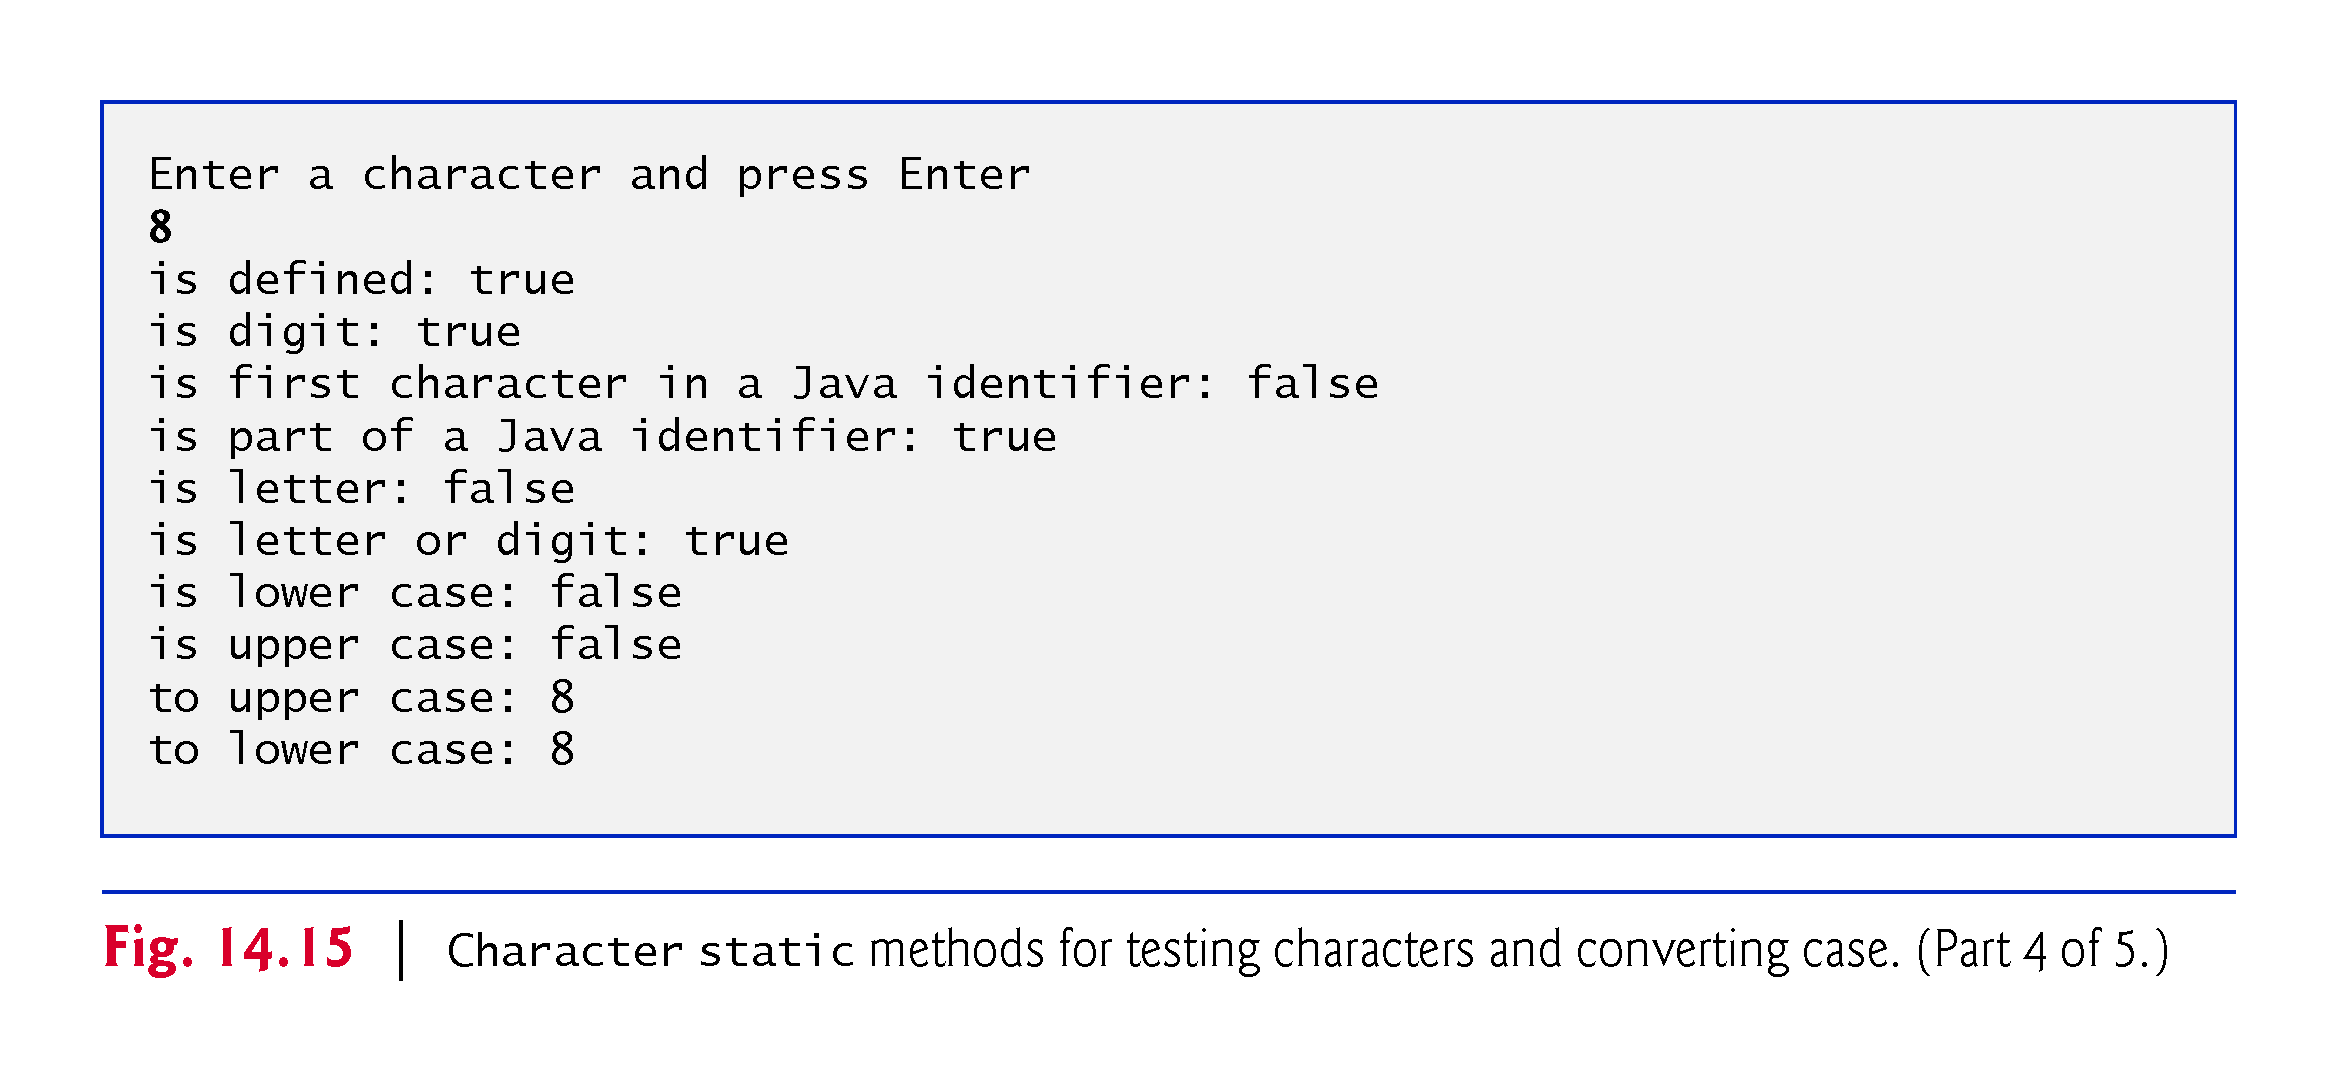 Enter a character and press Enter
8
is defined: true
is digit: true
is first character in a Java identifier: false
is part of a Java identifier: true
is letter: false
is letter or digit: true
is lower case: false
is upper case: false
to upper case: 8
to lower case: 8
Fig. 14.15 | Character static methods for testing characters and converting case. (Part 4 of 5.)